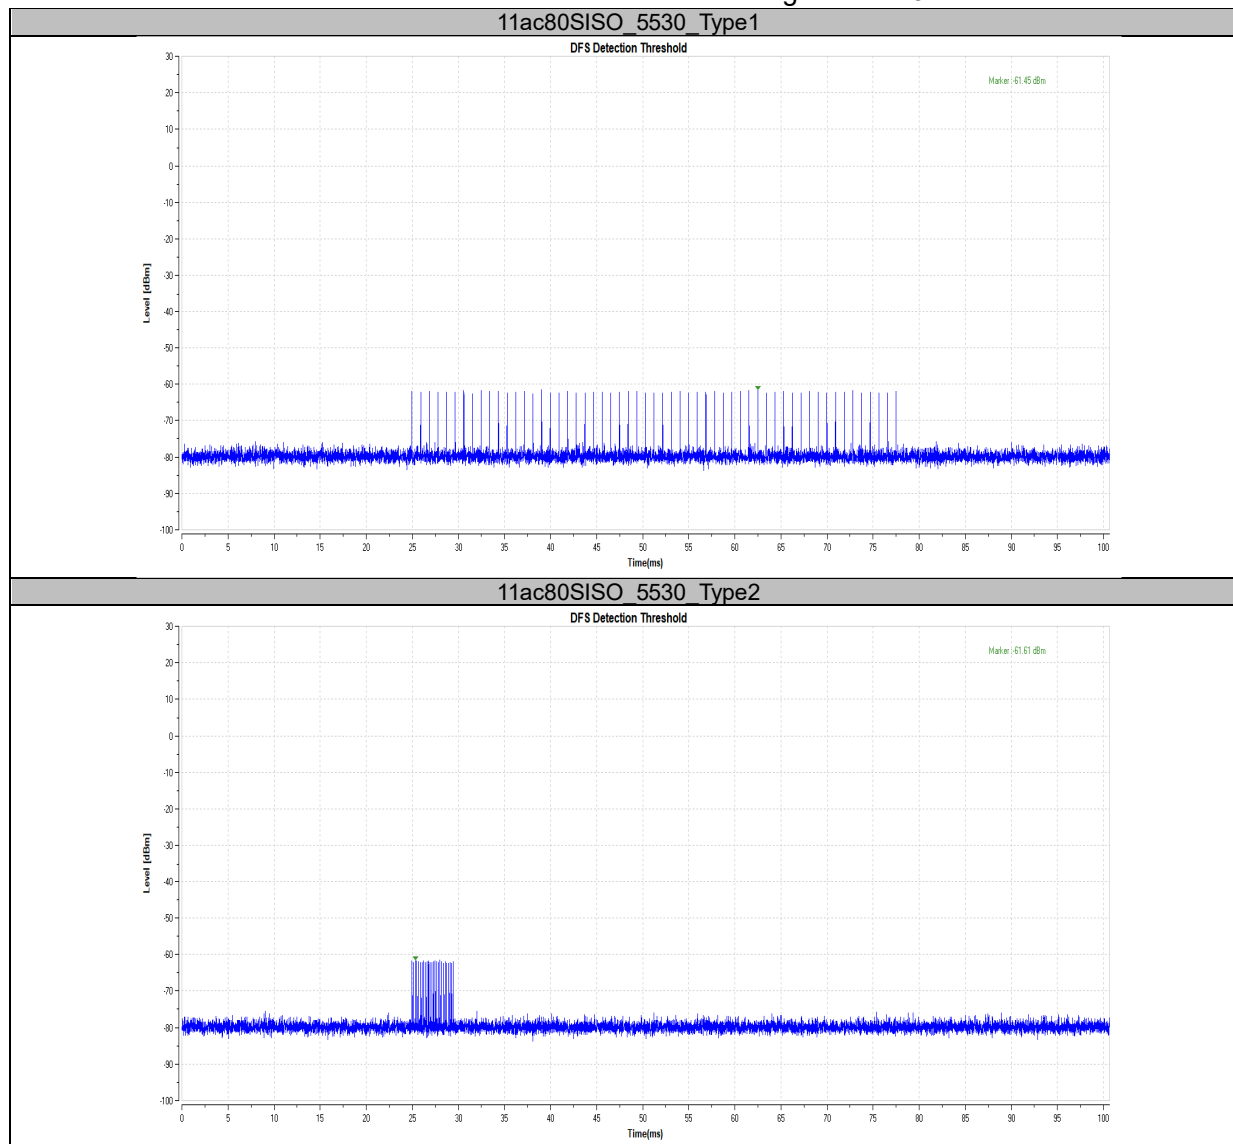 11ac80SISO_5530_Type1
DFS Detection Threshold
Marker:-61.45 dBm
30
20
10
0
-10
-20
-30
-40
-50
-60
-70
-80
-90
-100
Level [dBm]
0 5 10 15 20 25 30 35 40 45 50 55 60 65 70 75 80 85 90 95 100
Time(ms)
11ac80SISO_5530_Type2
DFS Detection Threshold
Marker:-61.61 dBm
30
20
10
0
-10
-20
-30
-40
-50
-60
-70
-80
-90
-100
Level [dBm]
0 5 10 15 20 25 30 35 40 45 50 55 60 65 70 75 80 85 90 95 100
Time(ms)